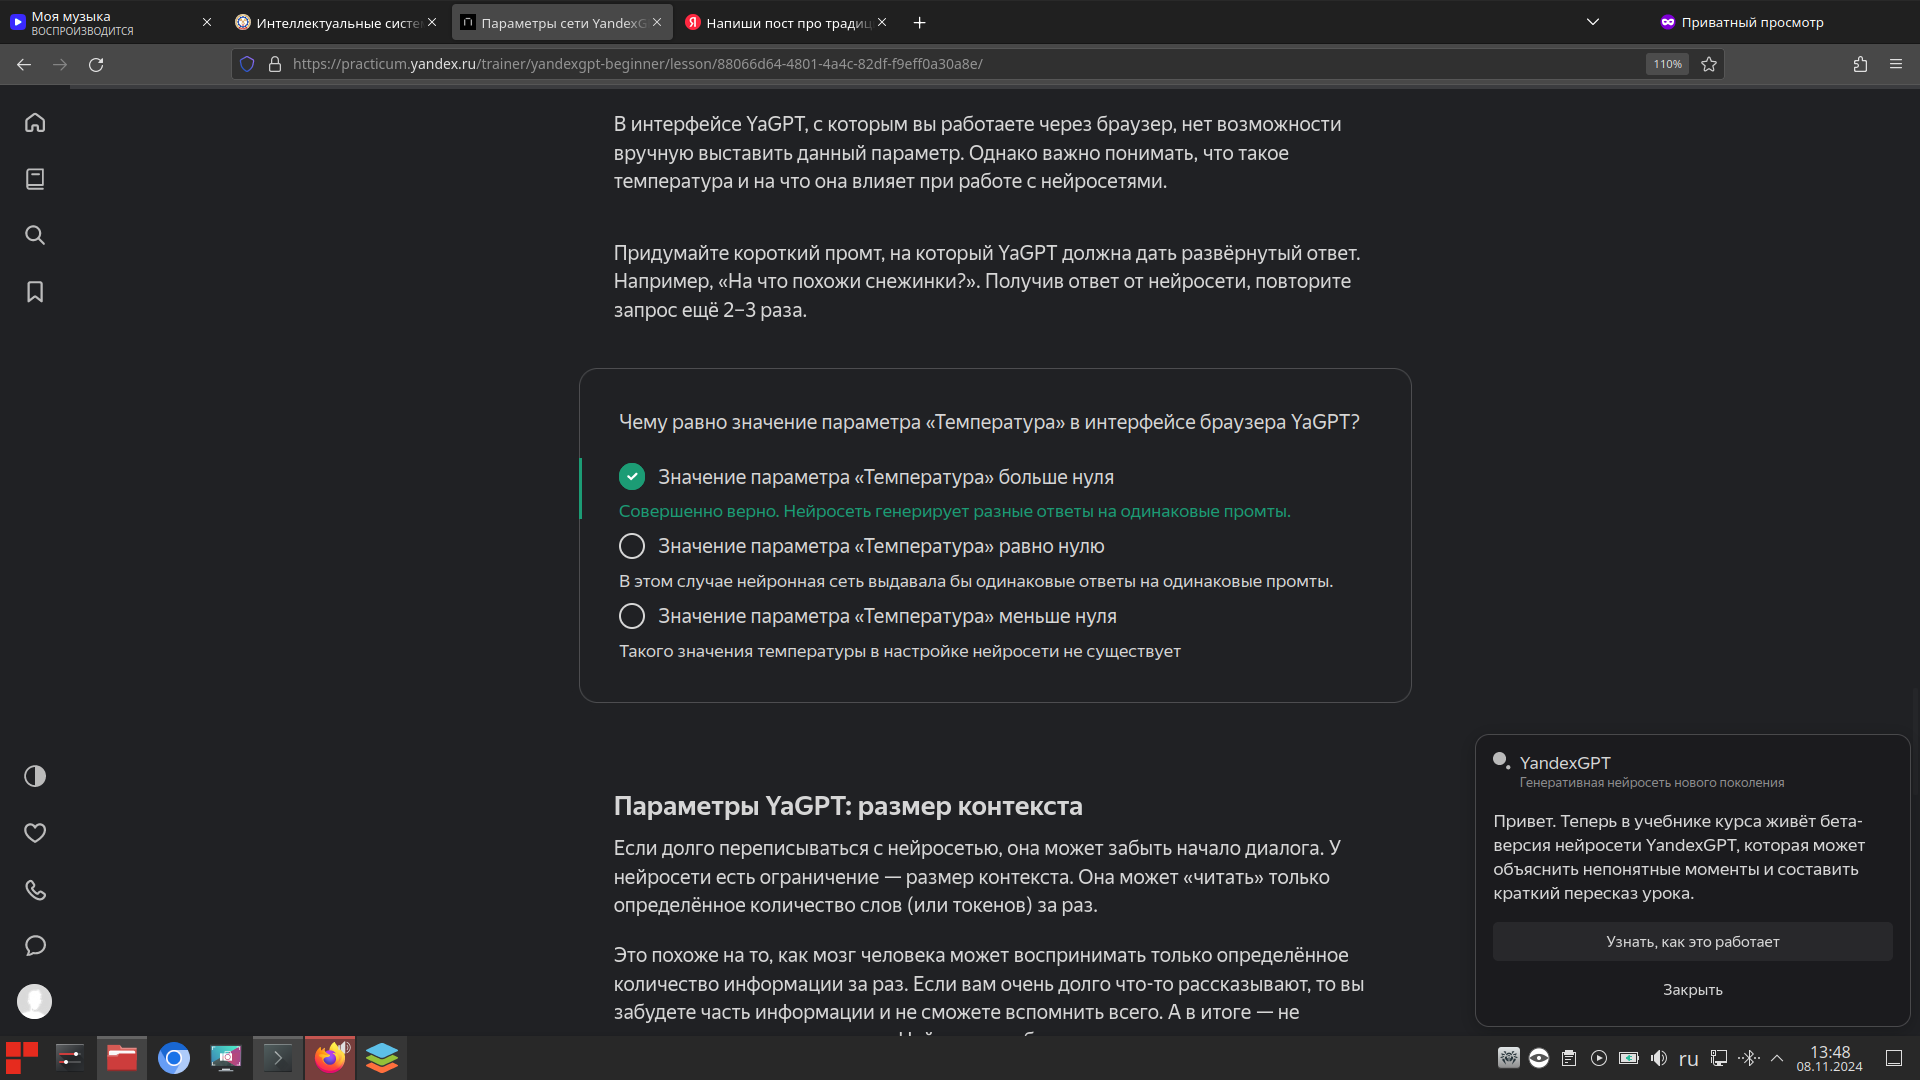 Моя музыка
ВОСПРОИЗВОДИТСЯ
Интеллектуальные систе
Параметры сети YandexG
Напиши пост про традиц
Приватный просмотр
https://practicum.yandex.ru/trainer/yandexgpt-beginner/lesson/88066d64-4801-4a4c-82df-f9eff0a30a8e/
110%
В интерфейсе YaGPT, с которым вы работаете через браузер, нет возможности
вручную выставить данный параметр. Однако важно понимать, что такое
температура и на что она влияет при работе с нейросетями.
Придумайте короткий промт, на который YaGPT должна дать развёрнутый ответ.
Например, «На что похожи снежинки?». Получив ответ от нейросети, повторите
запрос ещё 2–3 раза.
Чему равно значение параметра «Температура» в интерфейсе браузера YaGPT?
Значение параметра «Температура» больше нуля
Совершенно верно. Нейросеть генерирует разные ответы на одинаковые промты.
Значение параметра «Температура» равно нулю
В этом случае нейронная сеть выдавала бы одинаковые ответы на одинаковые промты.
Значение параметра «Температура» меньше нуля
Такого значения температуры в настройке нейросети не существует
Параметры YaGPT: размер контекста
Если долго переписываться с нейросетью, она может забыть начало диалога. У
нейросети есть ограничение — размер контекста. Она может «читать» только
определённое количество слов (или токенов) за раз.
Это похоже на то, как мозг человека может воспринимать только определённое
количество информации за раз. Если вам очень долго что-то рассказывают, то вы
забудете часть информации и не сможете вспомнить всего. А в итоге — не
YandexGPT
Генеративная нейросеть нового поколения
Привет. Теперь в учебнике курса живёт бета-
версия нейросети YandexGPT, которая может
объяснить непонятные моменты и составить
краткий пересказ урока.
Узнать, как это работает
Закрыть
ru
13:48
08.11.2024